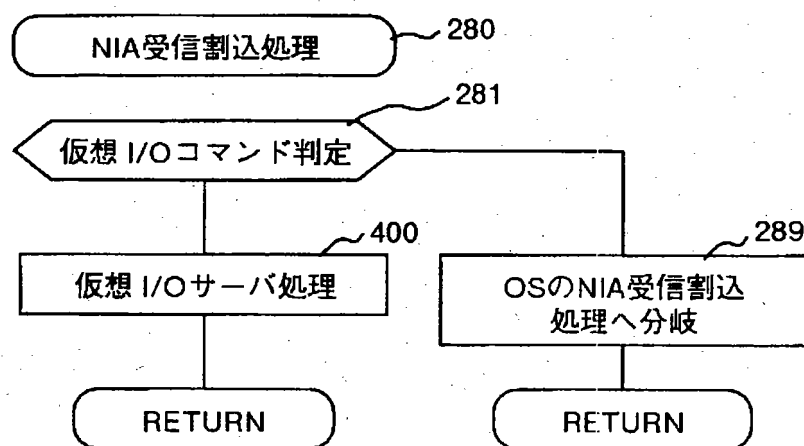 NIA受信割込処理
280
281
仮想 I/Oコマンド判定
400
仮想 I/Oサーバ処理
289
OSのNIA受信割込
処理へ分岐
RETURN
RETURN